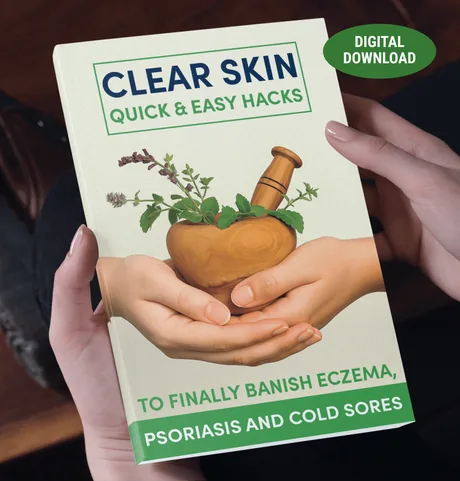 DIGITAL
DOWNLOAD
CLEAR SKIN
QUICK & EASY HACKS
TO FINALLY BANISH ECZEMA,
PSORIASIS AND COLD SORES